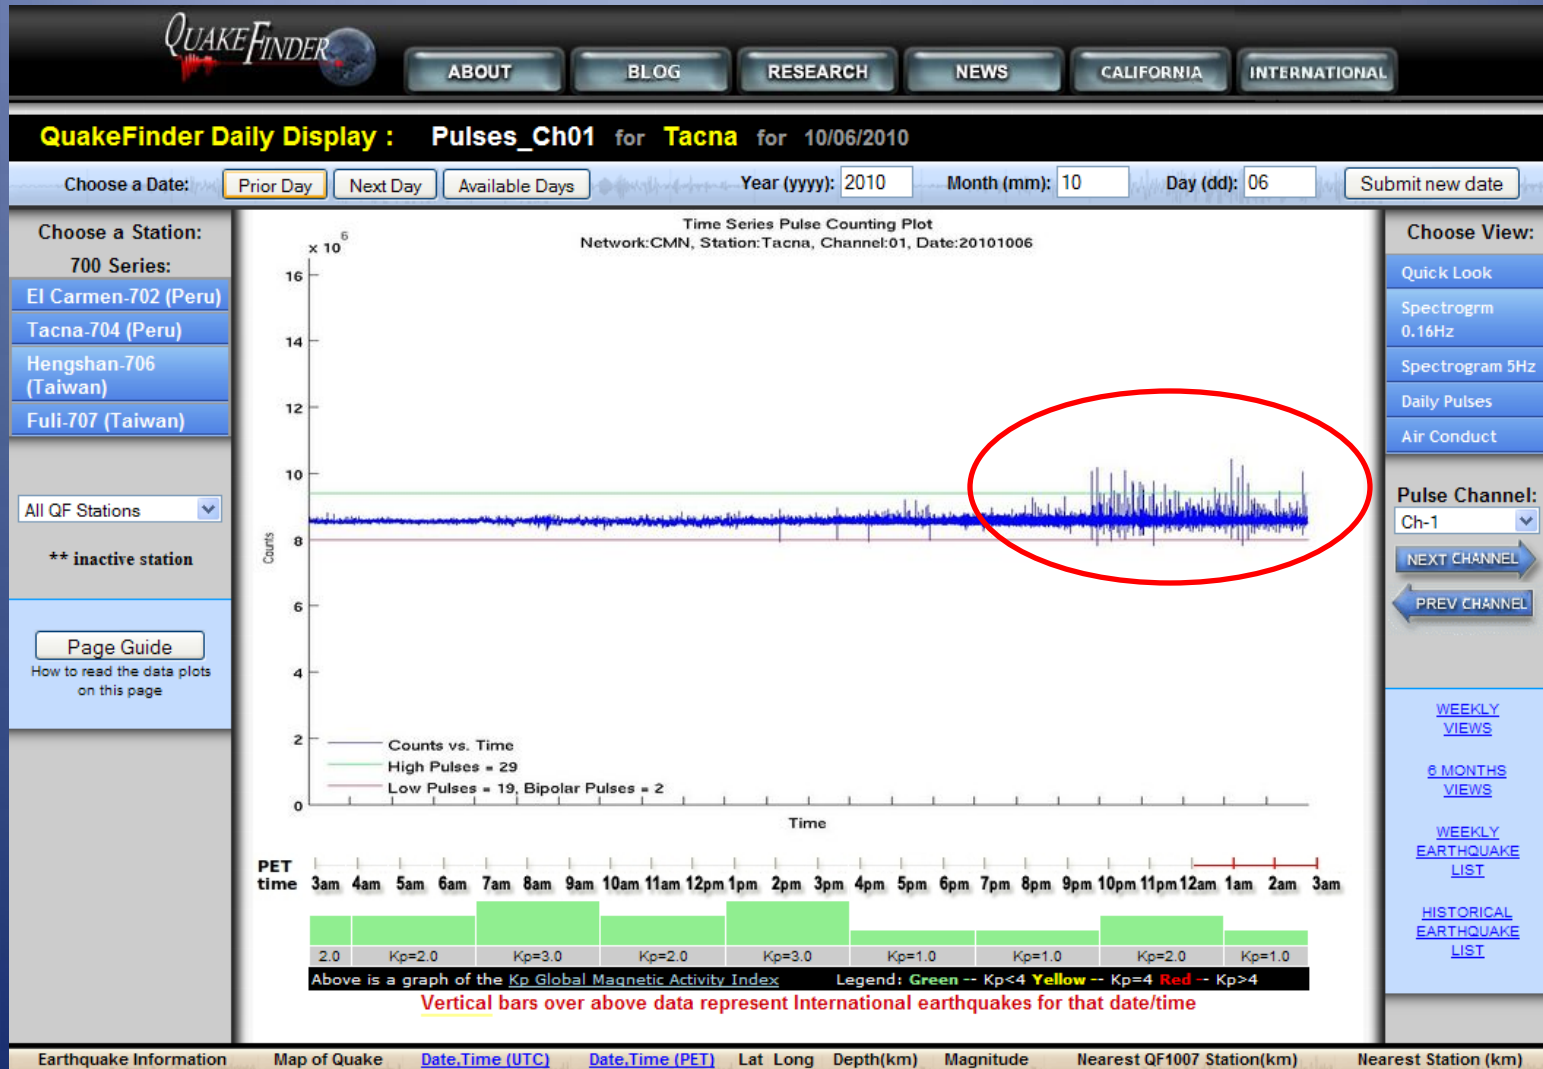 QUAKEFINDER
ABOUT
BLOG
RESEARCH
NEWS
CALIFORNIA
INTERNATIONAL
QuakeFinder Daily Display : Pulses_Ch01 for Tacna for 10/06/2010
Choose a Date: Prior Day Next Day Available Days Year (yyyy): 2010 Month (mm): 10 Day (dd): 06 Submit new date
Choose a Station:
700 Series:
El Carmen-702 (Peru)
Tacna-704 (Peru)
Hengshan-706
(Taiwan)
Fuli-707 (Taiwan)
All QF Stations
** inactive station
Page Guide
How to read the data plots
on this page
Time Series Pulse Counting Plot
Network:CMN, Station:Tacna, Channel:01, Date:20101006
x 10^6
16
14
12
10
8
6
4
2
0
Counts
Counts vs. Time
High Pulses = 29
Low Pulses = 19, Bipolar Pulses = 2
Time
PET
time 3am 4am 5am 6am 7am 8am 9am 10am 11am 12pm 1pm 2pm 3pm 4pm 5pm 6pm 7pm 8pm 9pm 10pm 11pm 12am 1am 2am 3am
2.0 Kp=2.0 Kp=3.0 Kp=2.0 Kp=3.0 Kp=1.0 Kp=1.0 Kp=2.0 Kp=1.0
Above is a graph of the Kp Global Magnetic Activity Index Legend: Green -- Kp<4 Yellow -- Kp=4 Red -- Kp>4
Vertical bars over above data represent International earthquakes for that date/time
Choose View:
Quick Look
Spectrogrm
0.16Hz
Spectrogram 5Hz
Daily Pulses
Air Conduct
Pulse Channel:
Ch-1
NEXT CHANNEL
PREV CHANNEL
WEEKLY
VIEWS
6 MONTHS
VIEWS
WEEKLY
EARTHQUAKE
LIST
HISTORICAL
EARTHQUAKE
LIST
Earthquake Information Map of Quake Date,Time (UTC) Date,Time (PET) Lat Long Depth(km) Magnitude Nearest QF1007 Station(km) Nearest Station (km)